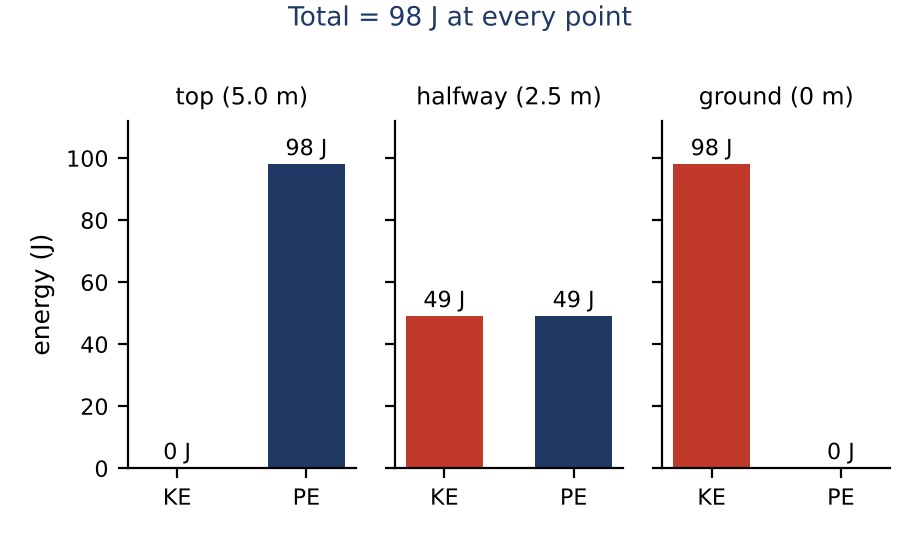 Total = 98 J at every point
top (5.0 m)
halfway (2.5 m)
ground (0 m)
energy (J)
100
80
60
40
20
0
0 J
98 J
KE
PE
49 J
49 J
KE
PE
98 J
0 J
KE
PE